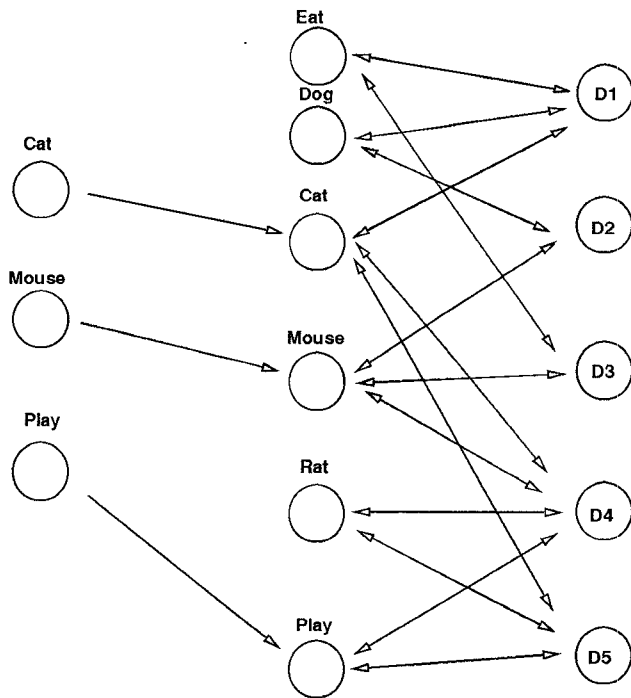 Eat
D1
Dog
Cat
Cat
D2
Mouse
Mouse
D3
Play
Rat
D4
Play
D5